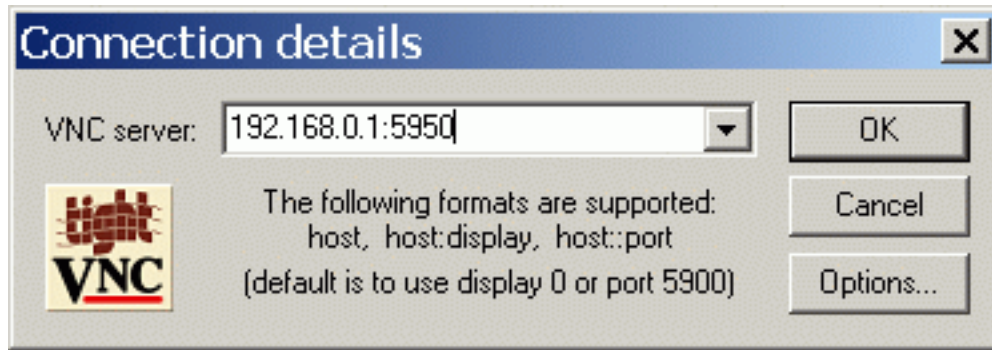 Connection details
VNC server: 192.168.0.1:5950
OK
tight
VNC
The following formats are supported:
host, host:display, host::port
(default is to use display 0 or port 5900)
Cancel
Options...